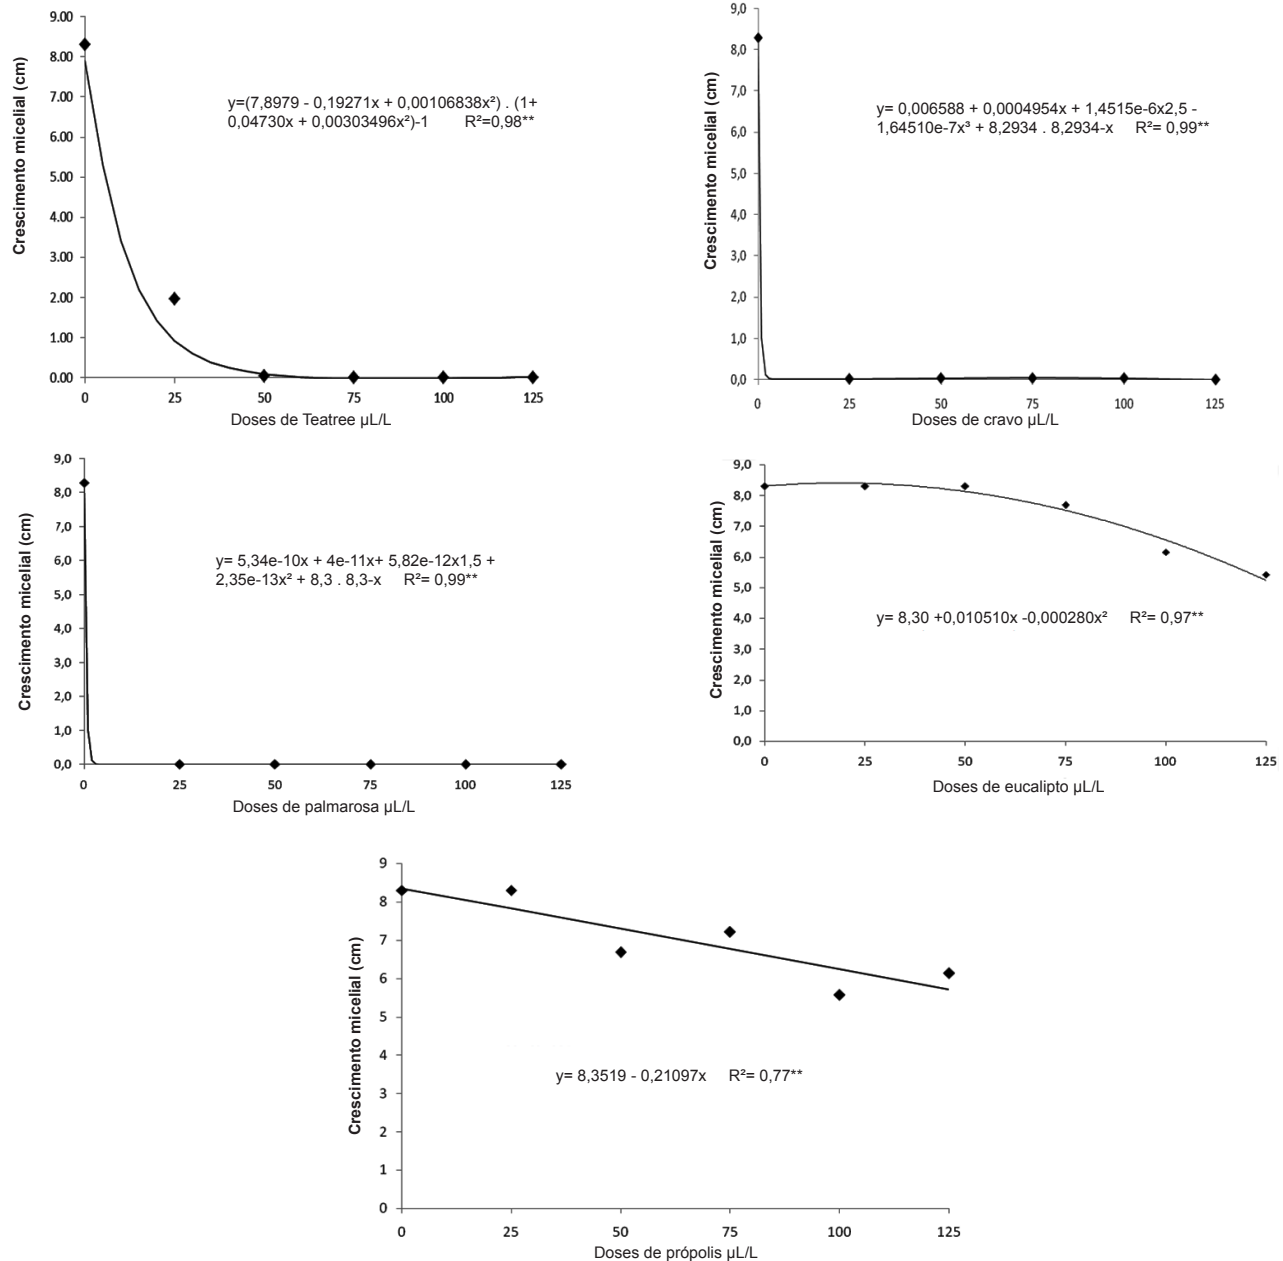 Crescimento micelial (cm)
9.00
8.00
7.00
6.00
5.00
4.00
3.00
2.00
1.00
0.00
y=(7,8979 - 0,19271x + 0,00106838x²) . (1+
0,04730x + 0,00303496x²)-1 R²=0,98**
0 25 50 75 100 125
Doses de Teatree µL/L
Crescimento micelial (cm)
9,0
8,0
7,0
6,0
5,0
4,0
3,0
2,0
1,0
0,0
y= 0,006588 + 0,0004954x + 1,4515e-6x2,5 -
1,64510e-7x³ + 8,2934 . 8,2934-x R²= 0,99**
0 25 50 75 100 125
Doses de cravo µL/L
Crescimento micelial (cm)
9,0
8,0
7,0
6,0
5,0
4,0
3,0
2,0
1,0
0,0
y= 5,34e-10x + 4e-11x+ 5,82e-12x1,5 +
2,35e-13x² + 8,3 . 8,3-x R²= 0,99**
0 25 50 75 100 125
Doses de palmarosa µL/L
Crescimento micelial (cm)
9,0
8,0
7,0
6,0
5,0
4,0
3,0
2,0
1,0
0,0
y= 8,30 +0,010510x -0,000280x² R²= 0,97**
0 25 50 75 100 125
Doses de eucalipto µL/L
Crescimento micelial (cm)
9
8
7
6
5
4
3
2
1
0
y= 8,3519 - 0,21097x R²= 0,77**
0 25 50 75 100 125
Doses de própolis µL/L